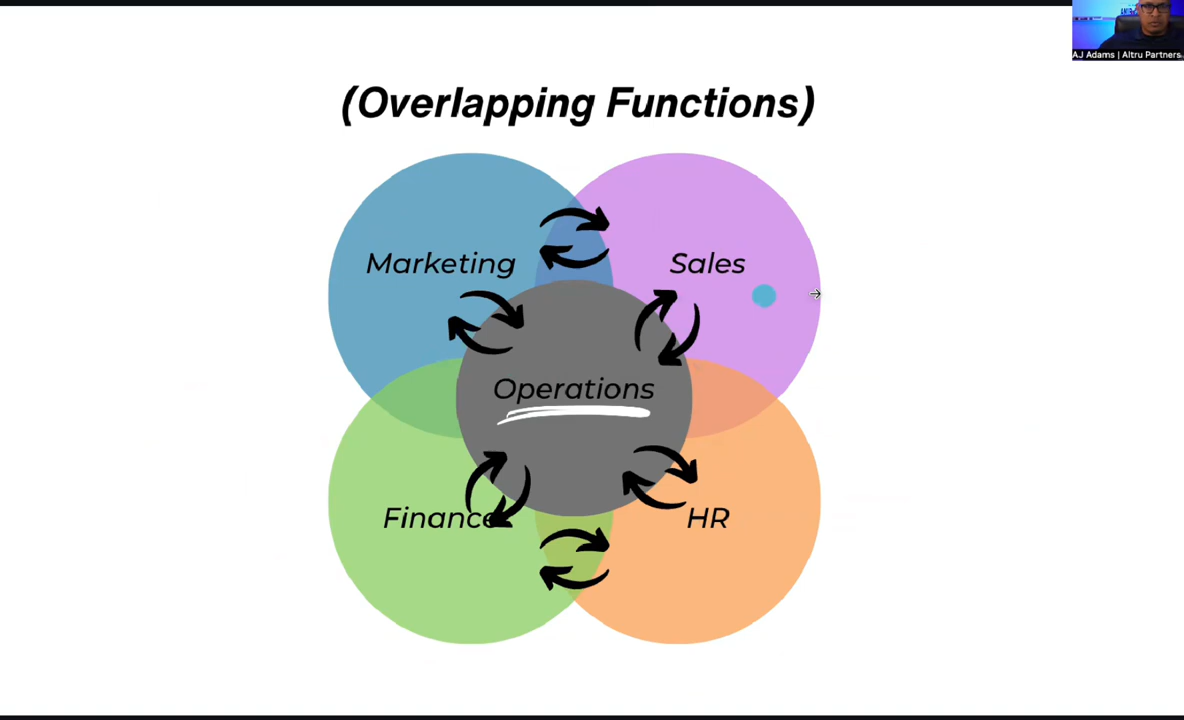 AJ Adams | Altru Partners
(Overlapping Functions)
Marketing
Sales
Operations
Finance
HR